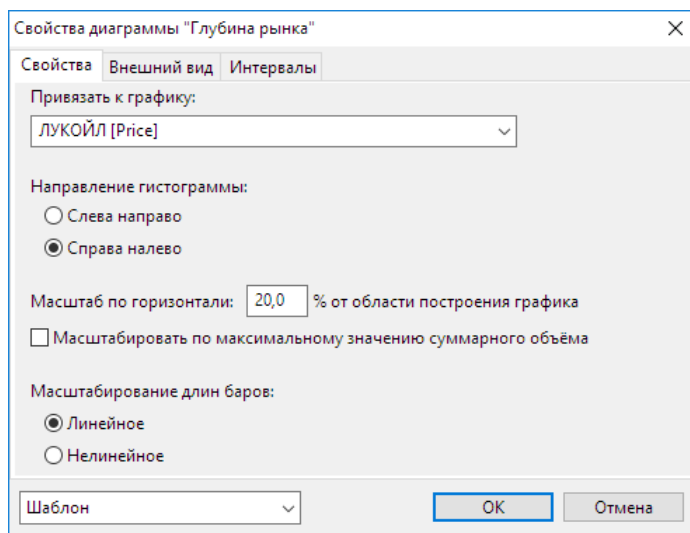 Свойства диаграммы "Глубина рынка"
Свойства Внешний вид Интервалы
Привязать к графику:
ЛУКОЙЛ [Price]
Направление гистограммы:
Слева направо
Справа налево
Масштаб по горизонтали: 20,0 % от области построения графика
Масштабировать по максимальному значению суммарного объёма
Масштабирование длин баров:
Линейное
Нелинейное
Шаблон OK Отмена